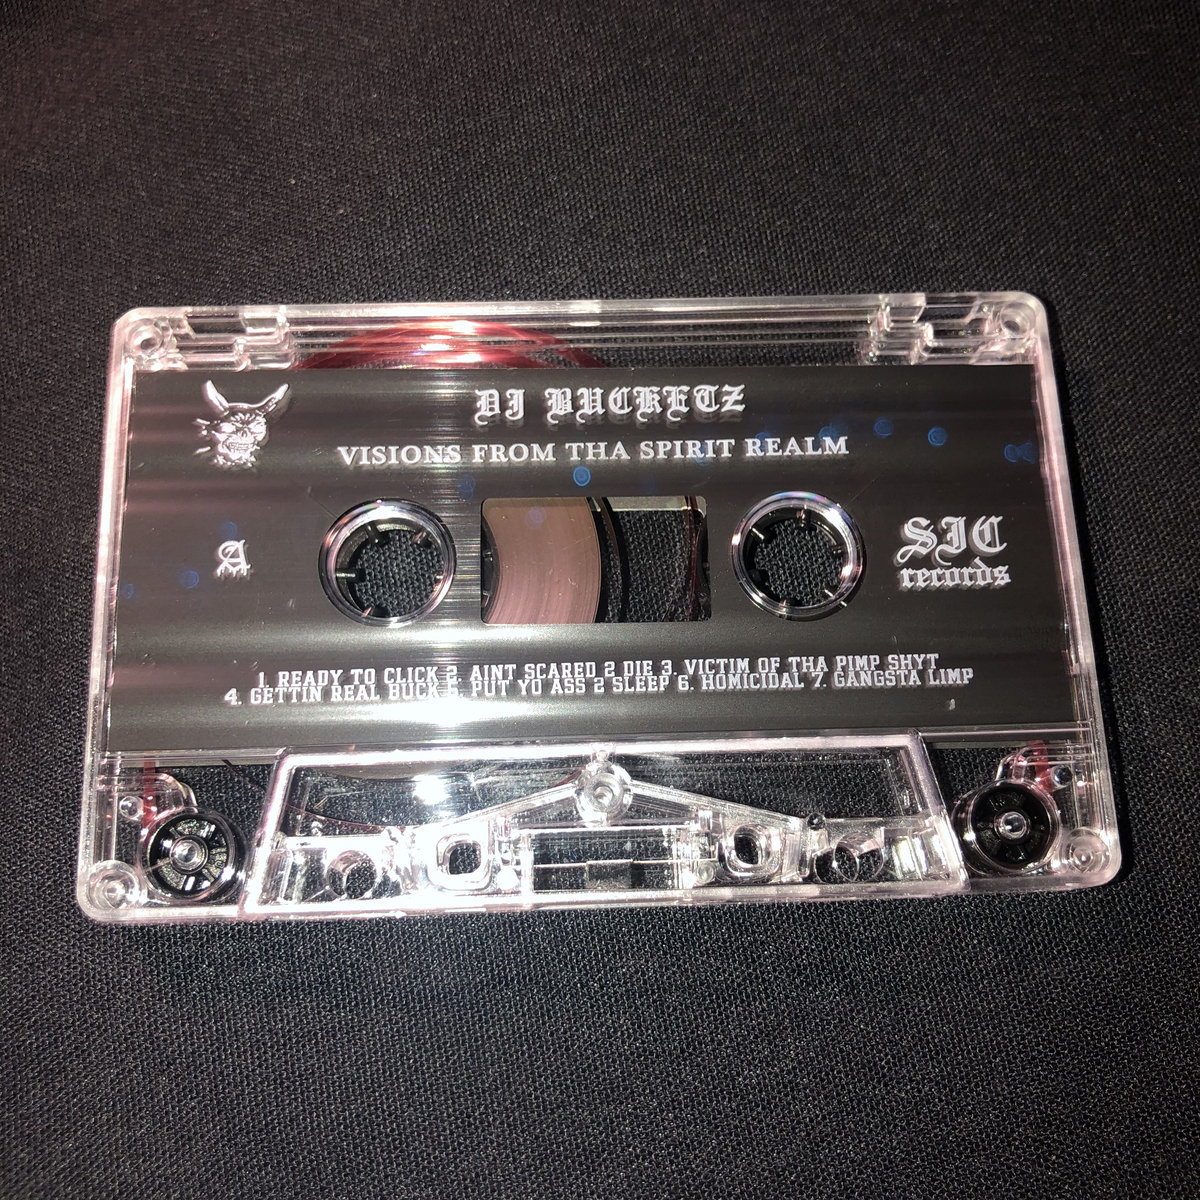 DJ BUCKETZ
VISIONS FROM THA SPIRIT REALM
A
SIC
records
1. READY TO CLICK 2. AINT SCARED 2 DIE 3. VICTIM OF THA PIMP SHYT
4. GETTIN REAL BUCK 5. PUT YO ASS 2 SLEEP 6. HOMICIDAL 7. GANGSTA LIMP